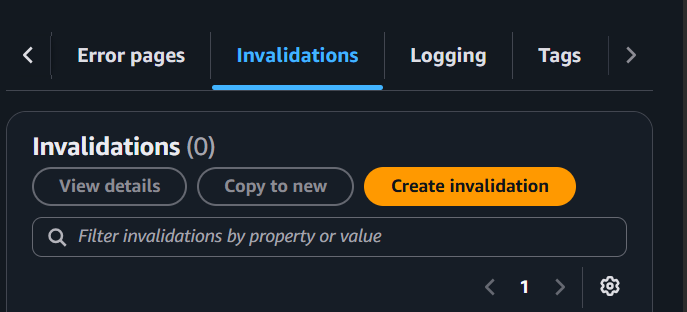 Error pages Invalidations Logging Tags
Invalidations (0)
View details Copy to new Create invalidation
Filter invalidations by property or value
1